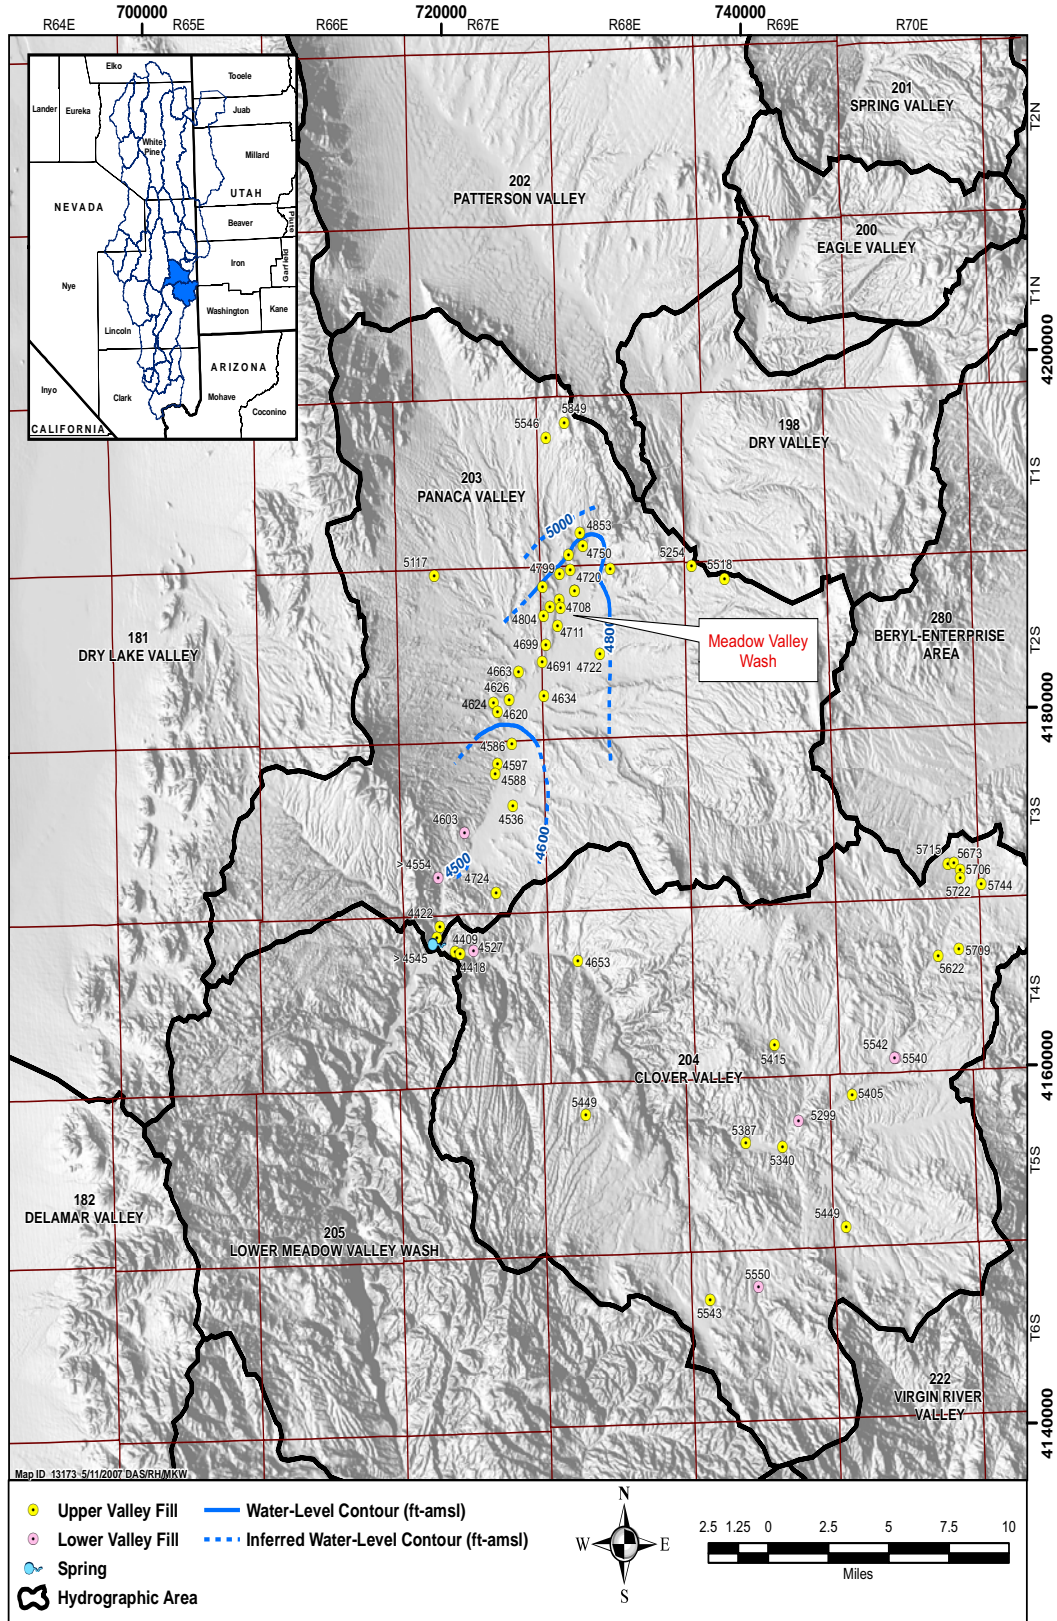 700000
720000
740000
R64E
R65E
R66E
R67E
R68E
R69E
R70E
Elko
Tooele
Lander
Eureka
Juab
White
Pine
Millard
UTAH
NEVADA
Beaver
Piute
Iron
Garfield
Nye
Washington
Kane
Lincoln
ARIZONA
Inyo
Clark
Mohave
Coconino
CALIFORNIA
201
SPRING VALLEY
T2N
202
PATTERSON VALLEY
200
EAGLE VALLEY
T1N
4200000
5849
5546
198
DRY VALLEY
203
PANACA VALLEY
T1S
5000
4853
4750
5254
5518
5117
4799
4720
4708
4804
4711
4800
181
DRY LAKE VALLEY
280
BERYL-ENTERPRISE
AREA
T2S
Meadow Valley
Wash
4699
4691
4722
4663
4626
4634
4624
4620
4180000
4586
4597
4588
4536
4603
4600
T3S
>4554
4500
4724
5715
5673
5706
5722
5744
4422
4409
4527
>4545
4418
4653
5709
5622
T4S
204
CLOVER VALLEY
5415
5542
5540
4160000
5449
5405
5299
5387
5340
T5S
182
DELAMAR VALLEY
205
LOWER MEADOW VALLEY WASH
5449
5550
5543
T6S
222
VIRGIN RIVER
VALLEY
4140000
Map ID 13173 5/11/2007 DAS/RH/MKW
Upper Valley Fill
Water-Level Contour (ft-amsl)
Lower Valley Fill
Inferred Water-Level Contour (ft-amsl)
Spring
Hydrographic Area
N
W
E
S
2.5 1.25 0 2.5 5 7.5 10
Miles